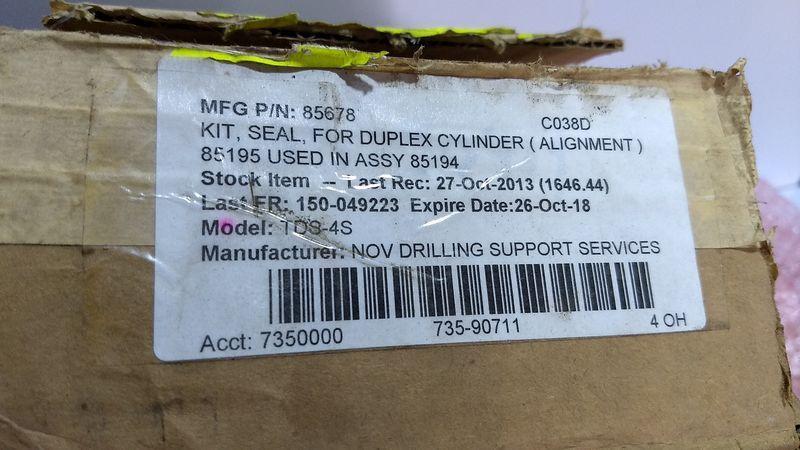 MFG P/N: 85678 C038D
KIT, SEAL, FOR DUPLEX CYLINDER ( ALIGNMENT )
85195 USED IN ASSY 85194
Stock Item -- Last Rec: 27-Oct-2013 (1646.44)
Last ER: 150-049223 Expire Date:26-Oct-18
Model: TDS-4S
Manufacturer: NOV DRILLING SUPPORT SERVICES
Acct: 7350000 735-90711 4 OH